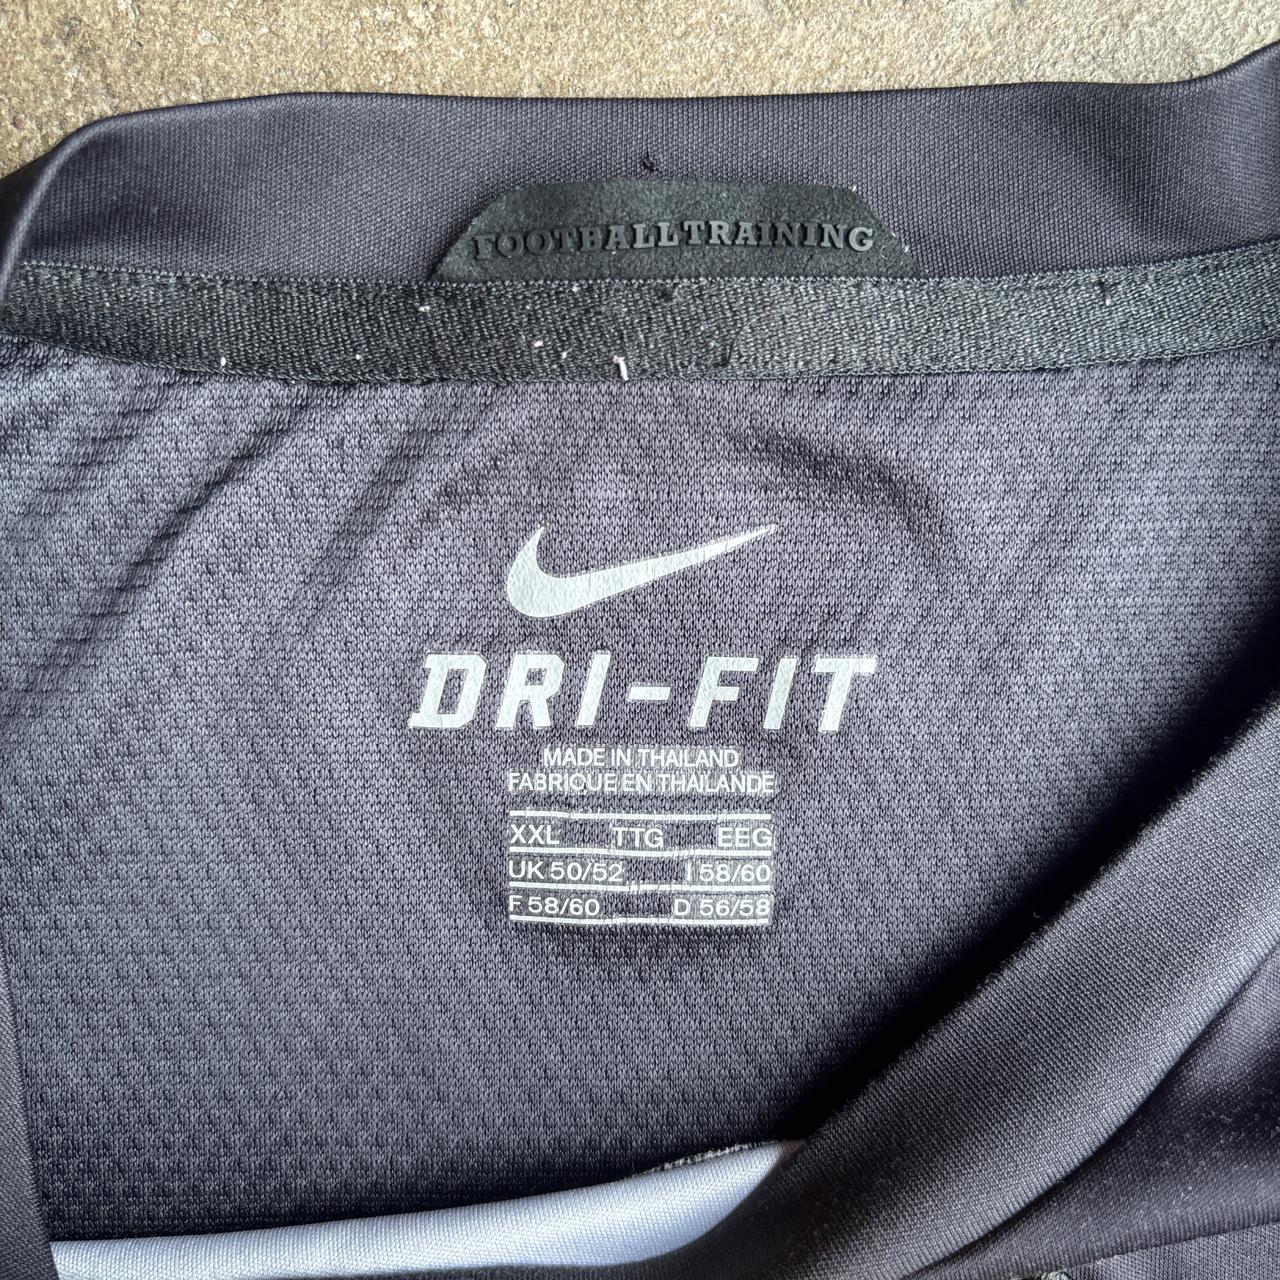 FOOTBALLTRAINING
DRI-FIT
MADE IN THAILAND
FABRIQUE EN THAILANDE
XXL TTG EEG
UK 50/52 I 58/60
F 58/60 D 56/58